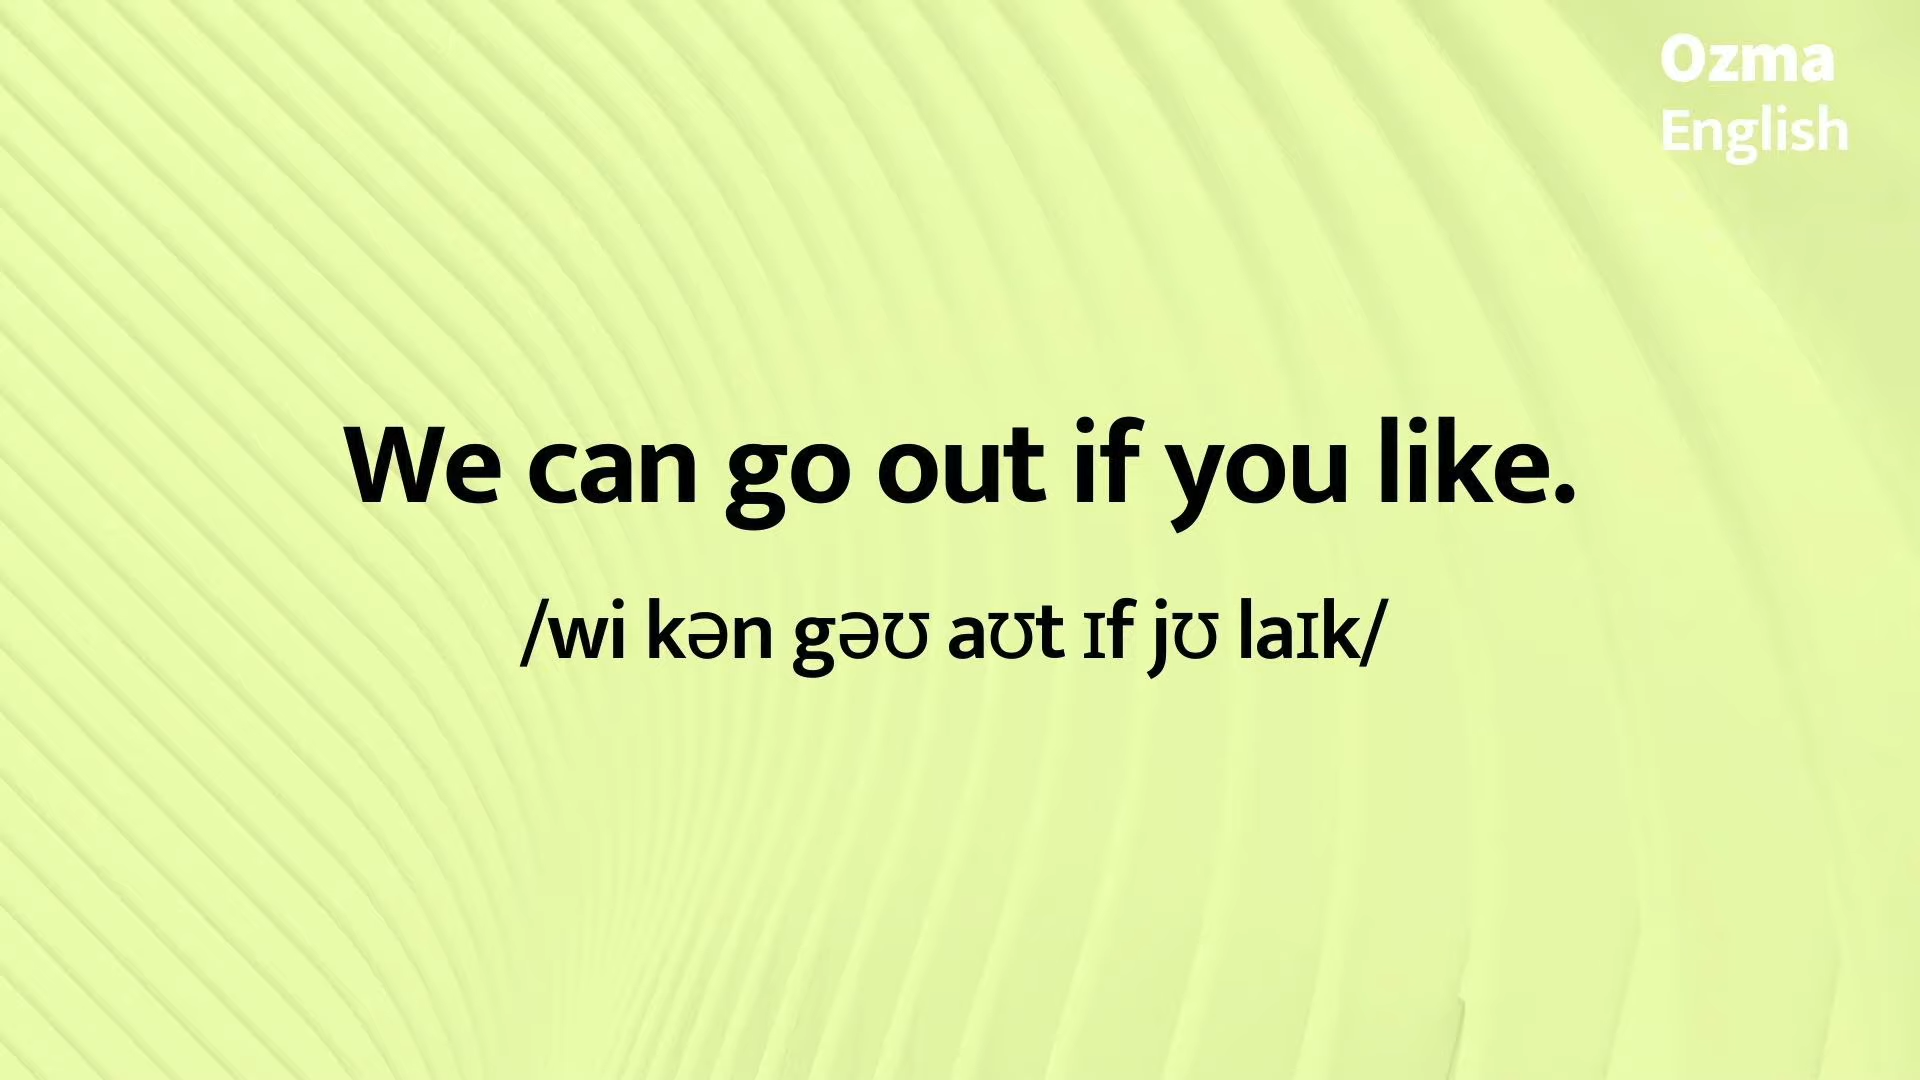 Ozma
English
We can go out if you like.
/wi kən gəʊ aʊt ɪf jʊ laɪk/